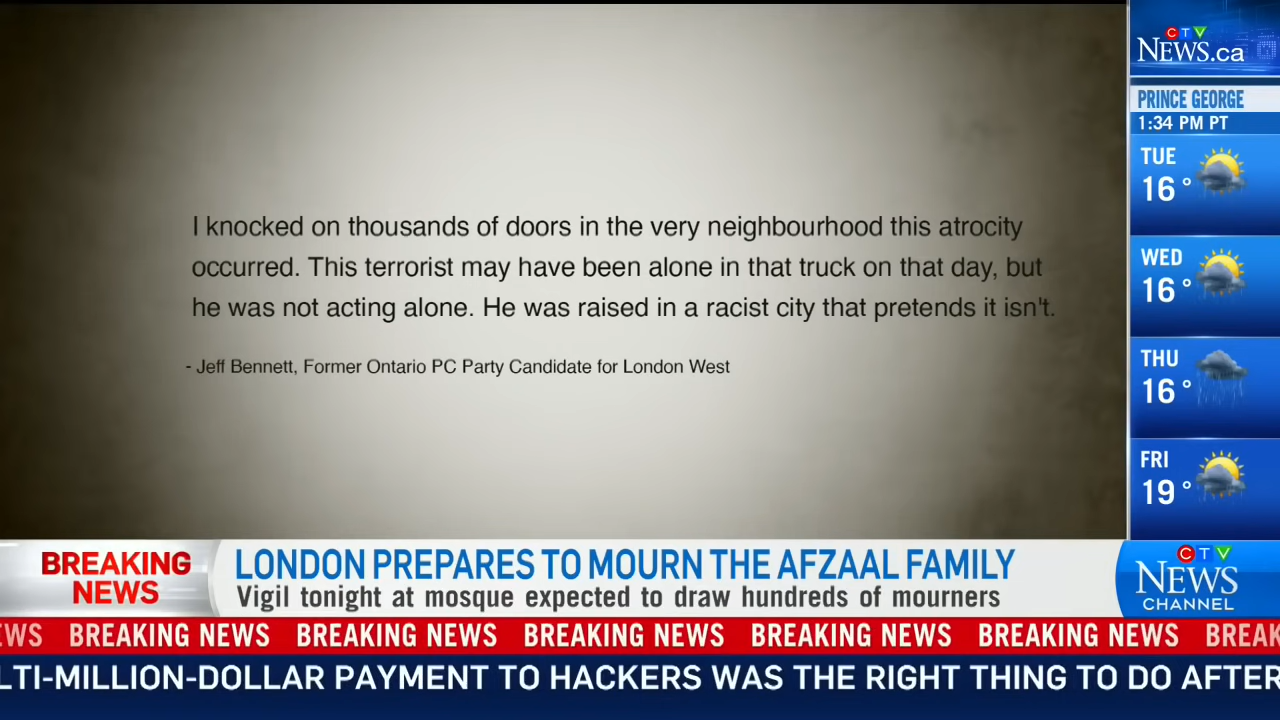 I knocked on thousands of doors in the very neighbourhood this atrocity
occurred. This terrorist may have been alone in that truck on that day, but
he was not acting alone. He was raised in a racist city that pretends it isn't.
- Jeff Bennett, Former Ontario PC Party Candidate for London West
CTV
NEWS.ca
PRINCE GEORGE
1:34 PM PT
TUE
16°
WED
16°
THU
16°
FRI
19°
BREAKING
NEWS
LONDON PREPARES TO MOURN THE AFZAAL FAMILY
Vigil tonight at mosque expected to draw hundreds of mourners
CTV
NEWS
CHANNEL
EWS BREAKING NEWS BREAKING NEWS BREAKING NEWS BREAKING NEWS BREAKING NEWS BREAK
LTI-MILLION-DOLLAR PAYMENT TO HACKERS WAS THE RIGHT THING TO DO AFTER